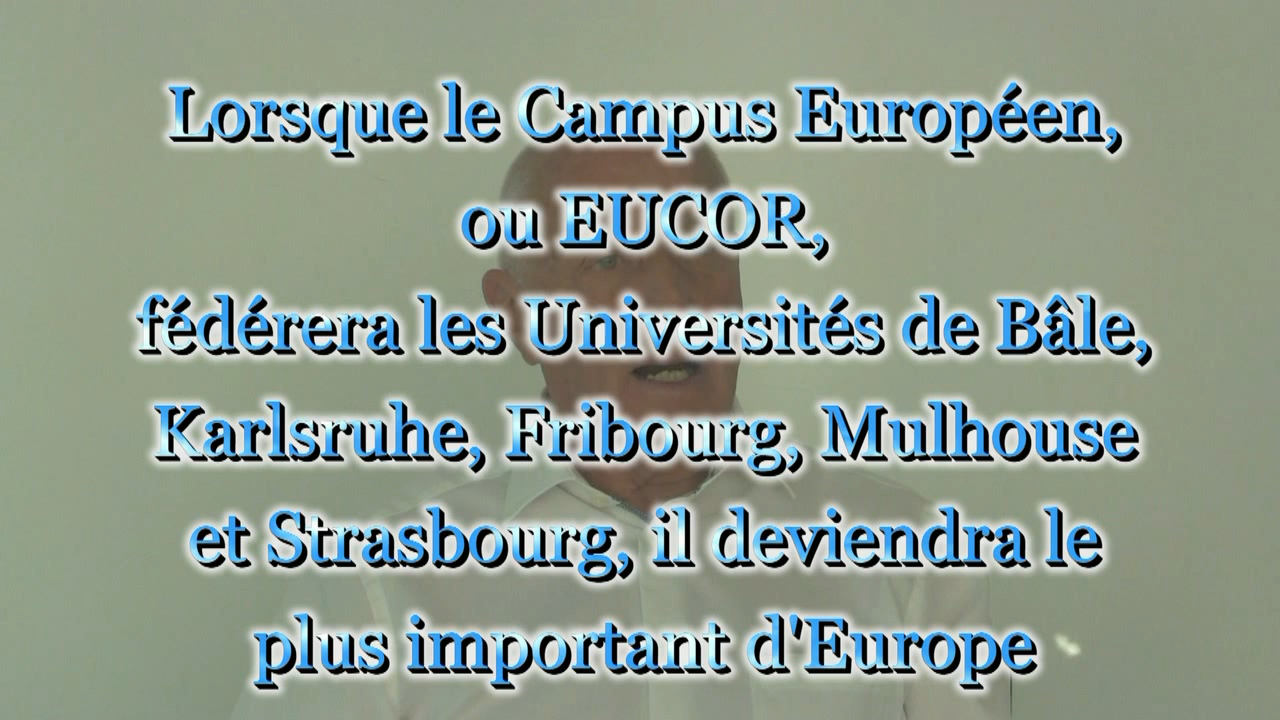 Lorsque le Campus Européen,
ou EUCOR,
fédérera les Universités de Bâle,
Karlsruhe, Fribourg, Mulhouse
et Strasbourg, il deviendra le
plus important d'Europe